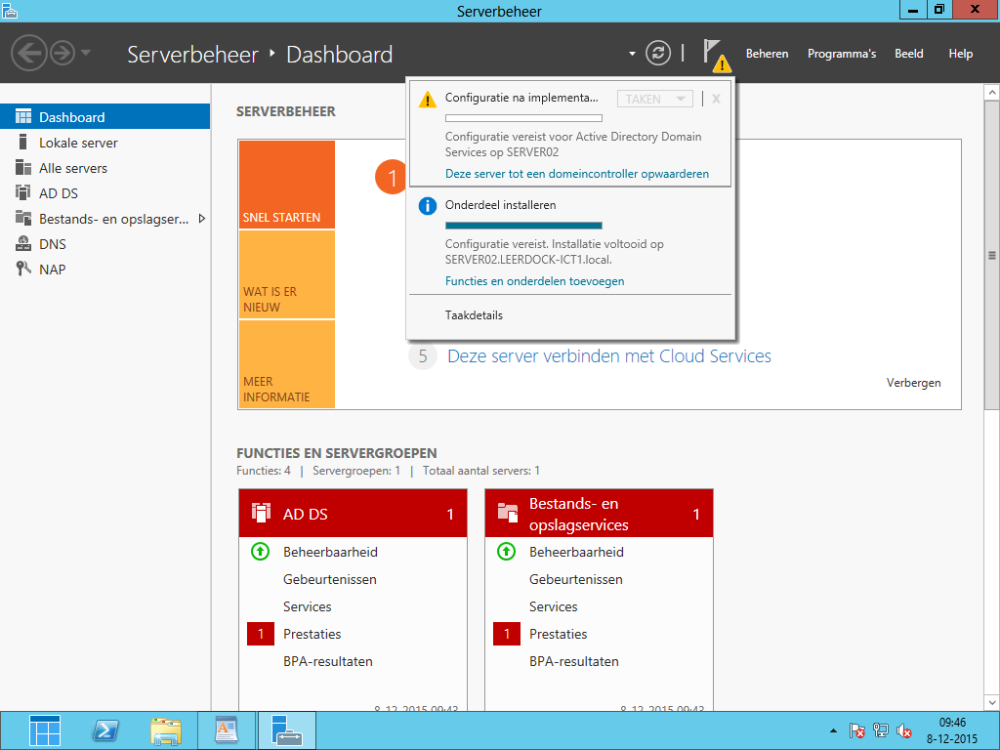 Serverbeheer
Serverbeheer ‣ Dashboard
Beheren Programma's Beeld Help
Dashboard
Lokale server
Alle servers
AD DS
Bestands- en opslagser...
DNS
NAP
SERVERBEHEER
SNEL STARTEN
WAT IS ER
NIEUW
MEER
INFORMATIE
1
Configuratie na implementa... TAKEN X
Configuratie vereist voor Active Directory Domain
Services op SERVER02
Deze server tot een domeincontroller opwaarderen
Onderdeel installeren
Configuratie vereist. Installatie voltooid op
SERVER02.LEERDOCK-ICT1.local.
Functies en onderdelen toevoegen
Taakdetails
5 Deze server verbinden met Cloud Services
Verbergen
FUNCTIES EN SERVERGROEPEN
Functies: 4 | Servergroepen: 1 | Totaal aantal servers: 1
AD DS 1
Beheerbaarheid
Gebeurtenissen
Services
1 Prestaties
BPA-resultaten
8-12-2015 09:43
Bestands- en
opslagservices 1
Beheerbaarheid
Gebeurtenissen
Services
1 Prestaties
BPA-resultaten
8-12-2015 09:43
09:46
8-12-2015